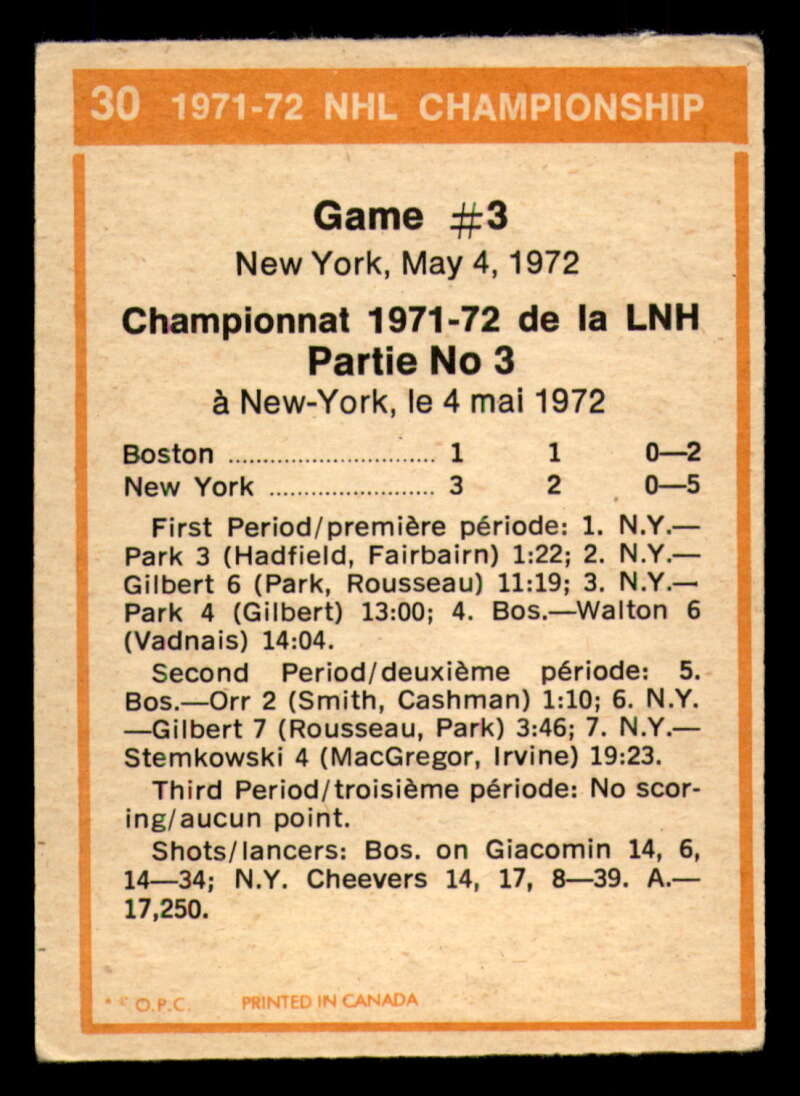 30 1971-72 NHL CHAMPIONSHIP
Game #3
New York, May 4, 1972
Championnat 1971-72 de la LNH
Partie No 3
à New-York, le 4 mai 1972
Boston .......................... 1 1 0—2
New York ........................ 3 2 0—5
First Period/première période: 1. N.Y.—
Park 3 (Hadfield, Fairbairn) 1:22; 2. N.Y.—
Gilbert 6 (Park, Rousseau) 11:19; 3. N.Y.—
Park 4 (Gilbert) 13:00; 4. Bos.—Walton 6
(Vadnais) 14:04.
Second Period/deuxième période: 5.
Bos.—Orr 2 (Smith, Cashman) 1:10; 6. N.Y.
—Gilbert 7 (Rousseau, Park) 3:46; 7. N.Y.—
Stemkowski 4 (MacGregor, Irvine) 19:23.
Third Period/troisième période: No scor-
ing/aucun point.
Shots/lancers: Bos. on Giacomin 14, 6,
14—34; N.Y. Cheevers 14, 17, 8—39. A.—
17,250.
* © O.P.C. PRINTED IN CANADA